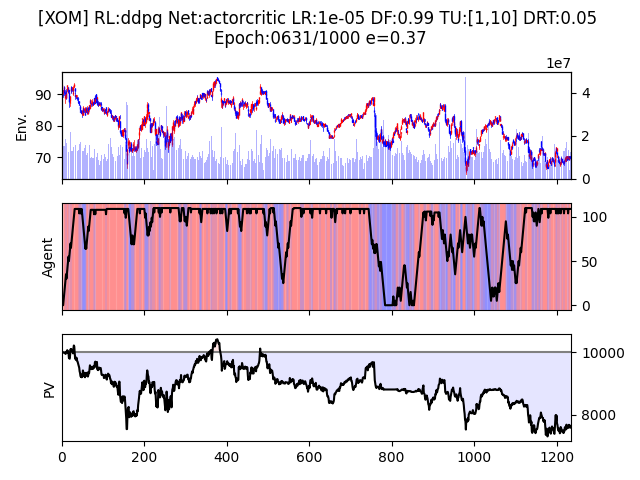 [XOM] RL:ddpg Net:actorcritic LR:1e-05 DF:0.99 TU:[1,10] DRT:0.05
Epoch:0631/1000 e=0.37
1e7
Env.
90
80
70
4
2
0
Agent
100
50
0
PV
10000
8000
0 200 400 600 800 1000 1200